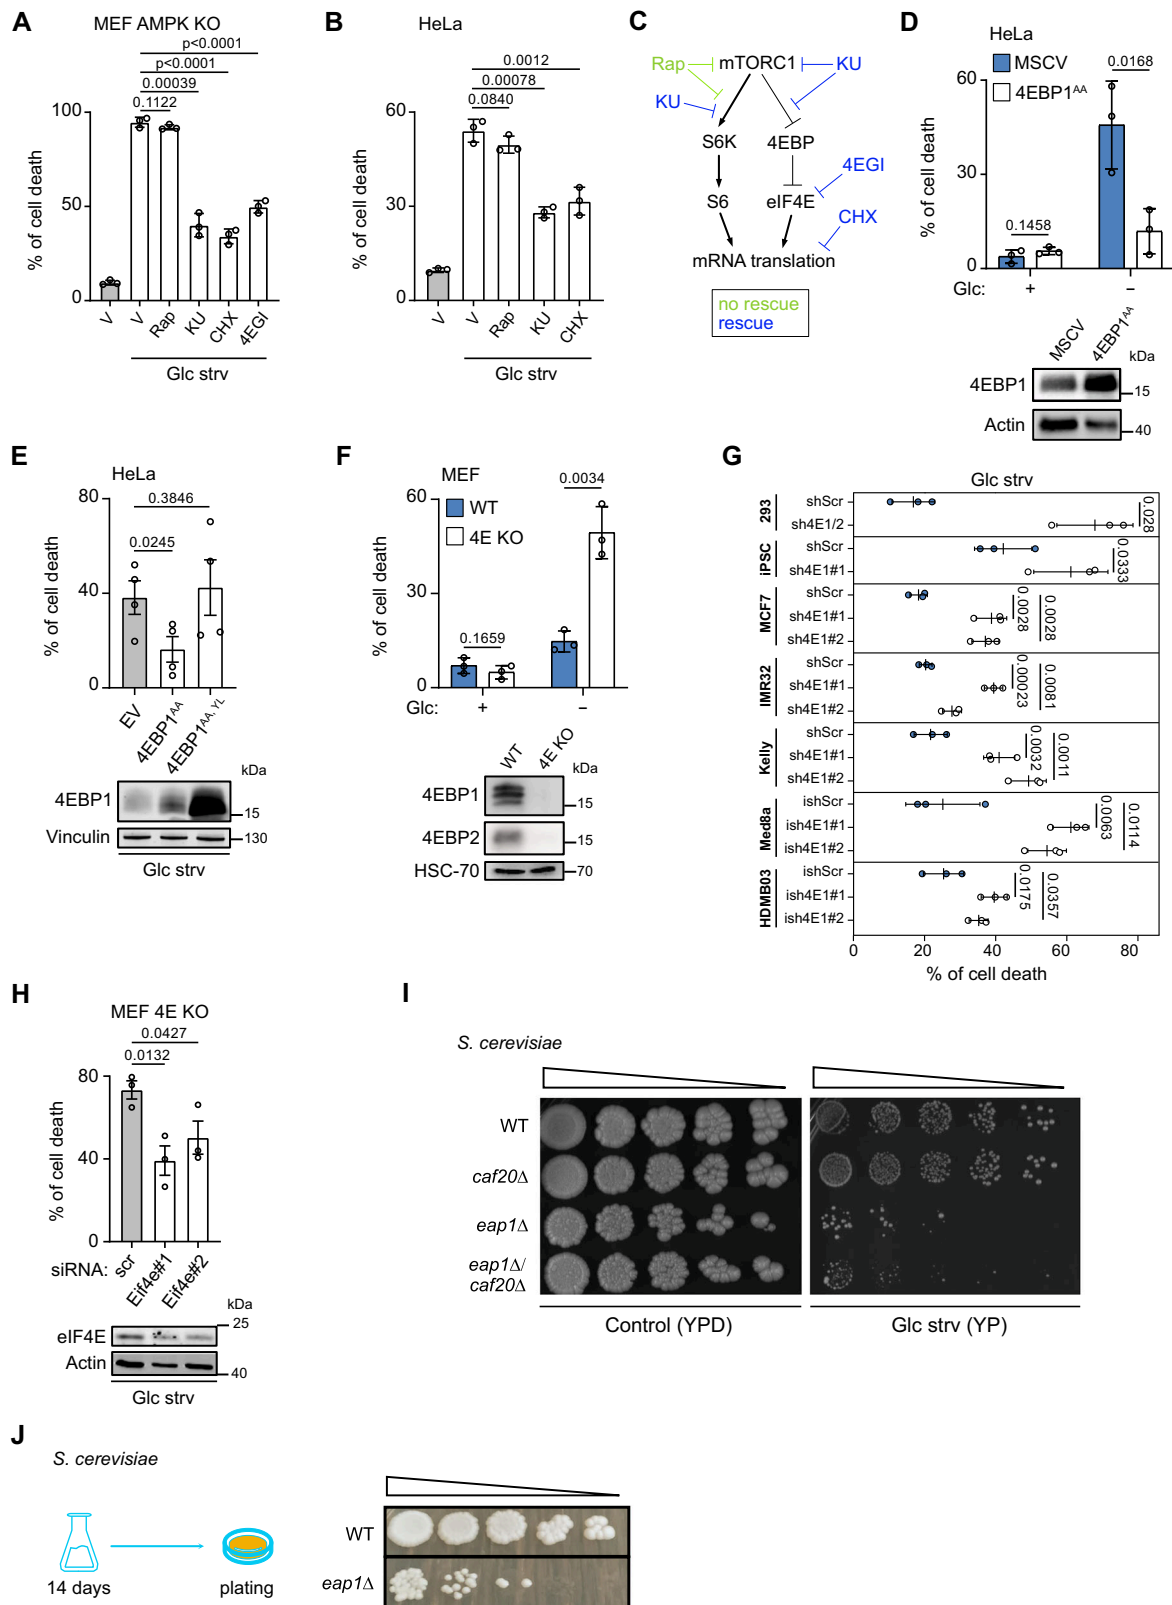 A
MEF AMPK KO
p<0.0001
p<0.0001
0.00039
0.1122
% of cell death
100
50
0
V
V
Rap
KU
CHX
4EGI
Glc strv
B
HeLa
0.0012
0.00078
0.0840
% of cell death
60
30
0
V
V
Rap
KU
CHX
Glc strv
C
Rap
mTORC1
KU
KU
S6K
4EBP
4EGI
S6
eIF4E
CHX
mRNA translation
no rescue
rescue
D
HeLa
MSCV
4EBP1AA
0.0168
0.1458
% of cell death
60
30
0
Glc:
+
−
MSCV
4EBP1AA
kDa
4EBP1
15
Actin
40
E
HeLa
0.3846
0.0245
% of cell death
80
40
0
EV
4EBP1AA
4EBP1AA, YL
kDa
4EBP1
15
Vinculin
130
Glc strv
F
MEF
WT
4E KO
0.0034
0.1659
% of cell death
60
30
0
Glc:
+
−
WT
4E KO
kDa
4EBP1
15
4EBP2
15
HSC-70
70
G
Glc strv
293
shScr
sh4E1/2
0.028
iPSC
shScr
sh4E1#1
0.0333
MCF7
shScr
sh4E1#1
sh4E1#2
0.0028
0.0028
IMR32
shScr
sh4E1#1
sh4E1#2
0.00023
0.0081
Kelly
shScr
sh4E1#1
sh4E1#2
0.0032
0.0011
Med8a
ishScr
ish4E1#1
ish4E1#2
0.0063
0.0114
HDMB03
ishScr
ish4E1#1
ish4E1#2
0.0175
0.0357
0
20
40
60
80
% of cell death
H
MEF 4E KO
0.0427
0.0132
% of cell death
80
40
0
siRNA:
scr
Eif4e#1
Eif4e#2
kDa
eIF4E
25
Actin
40
Glc strv
I
S. cerevisiae
WT
caf20Δ
eap1Δ
eap1Δ/
caf20Δ
Control (YPD)
Glc strv (YP)
J
S. cerevisiae
14 days
plating
WT
eap1Δ